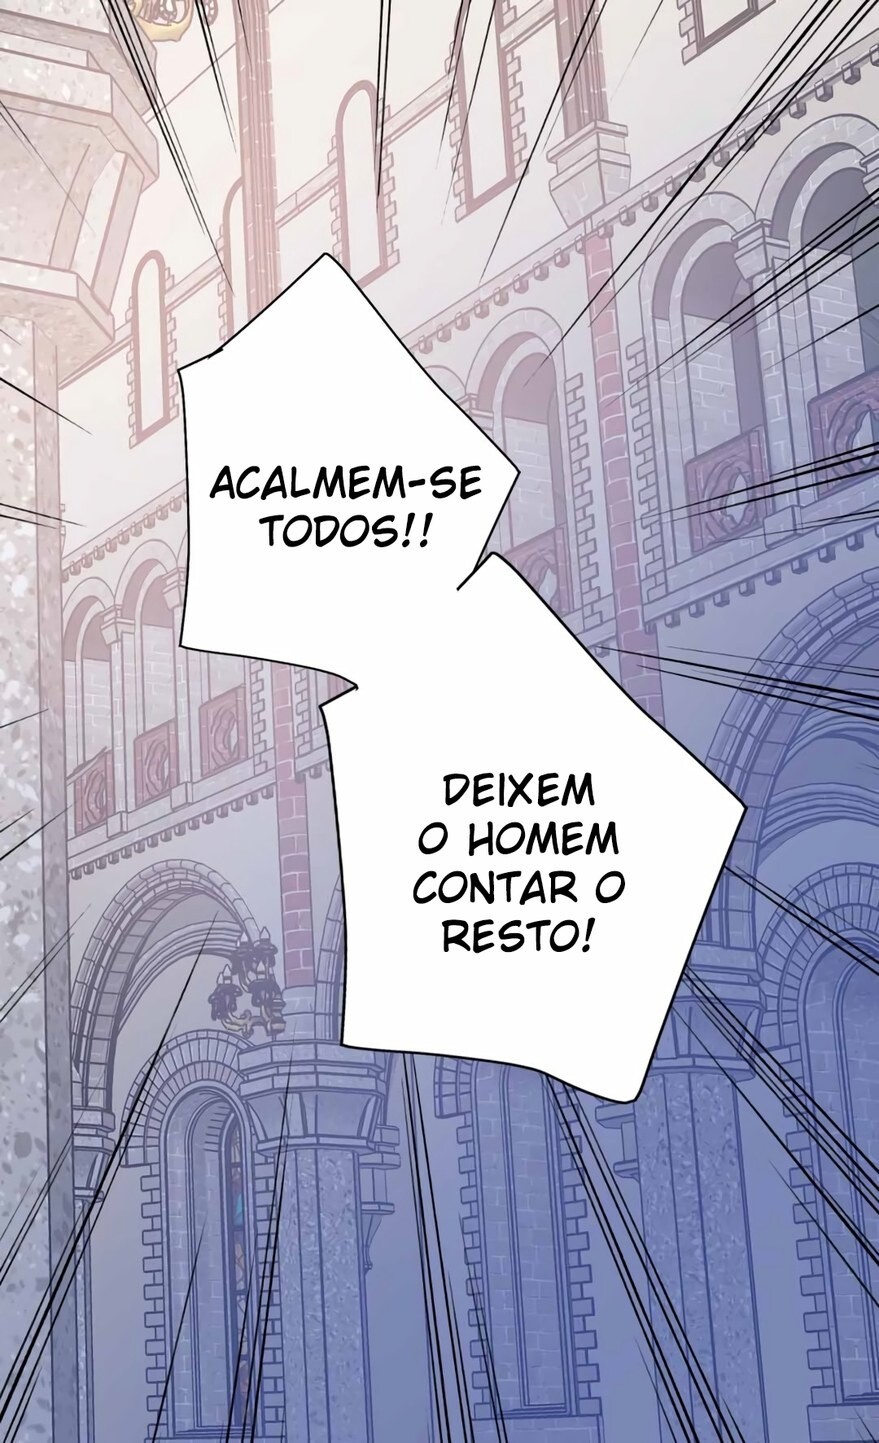 ACALMEM-SE
TODOS!!
DEIXEM
O HOMEM
CONTAR O
RESTO!